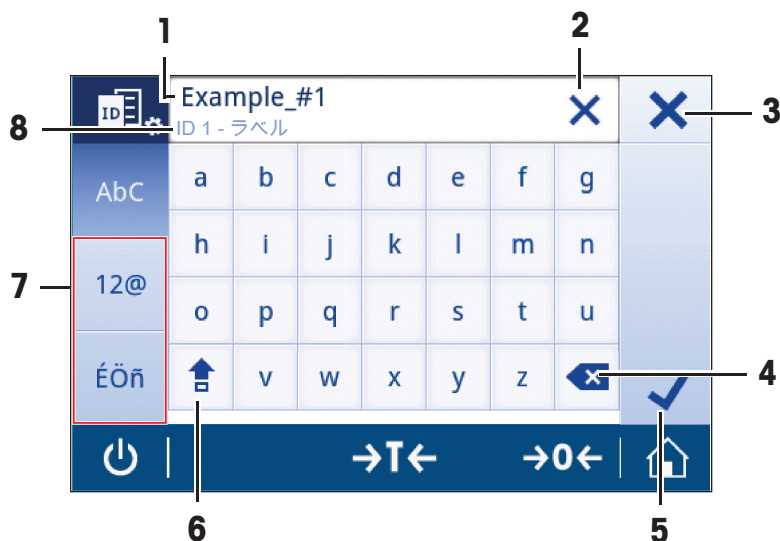 1
2
3
ID
Example_#1
8
ID 1 - ラベル
AbC
a b c d e f g
h i j k l m n
7
12@
o p q r s t u
ÉÖñ
v w x y z
4
→T←
→0←
6
5